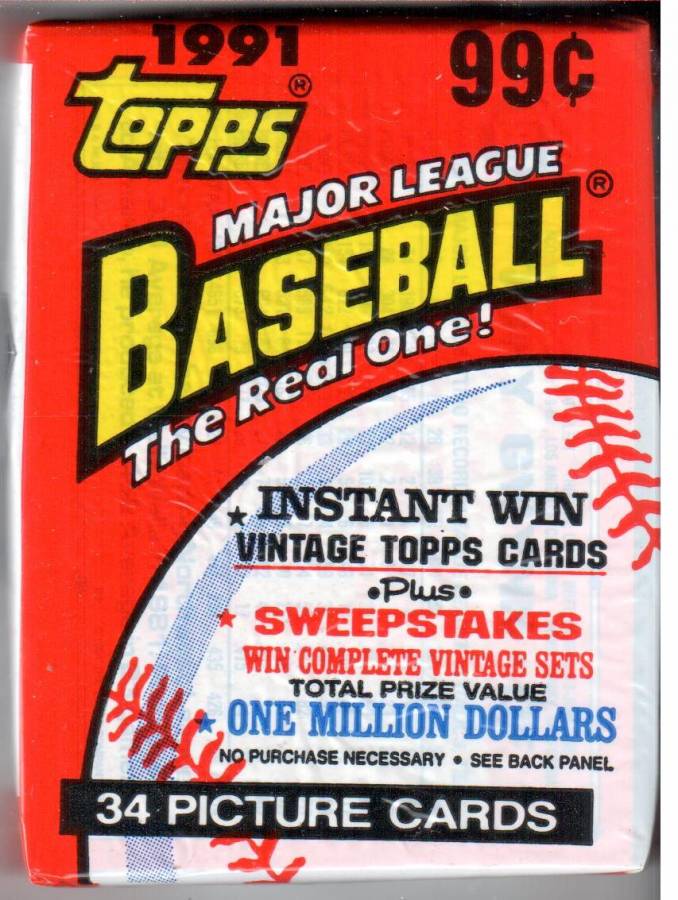 1991
99¢
TOPPS ®
MAJOR LEAGUE
BASEBALL ®
The Real One!
★ INSTANT WIN
VINTAGE TOPPS CARDS
•Plus•
★ SWEEPSTAKES
WIN COMPLETE VINTAGE SETS
TOTAL PRIZE VALUE
★ ONE MILLION DOLLARS
NO PURCHASE NECESSARY • SEE BACK PANEL
34 PICTURE CARDS